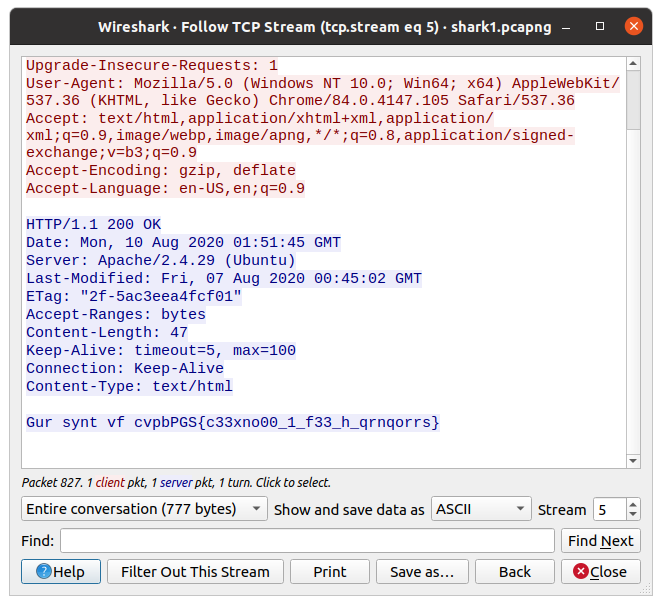 Wireshark · Follow TCP Stream (tcp.stream eq 5) · shark1.pcapng
Upgrade-Insecure-Requests: 1
User-Agent: Mozilla/5.0 (Windows NT 10.0; Win64; x64) AppleWebKit/
537.36 (KHTML, like Gecko) Chrome/84.0.4147.105 Safari/537.36
Accept: text/html,application/xhtml+xml,application/
xml;q=0.9,image/webp,image/apng,*/*;q=0.8,application/signed-
exchange;v=b3;q=0.9
Accept-Encoding: gzip, deflate
Accept-Language: en-US,en;q=0.9
HTTP/1.1 200 OK
Date: Mon, 10 Aug 2020 01:51:45 GMT
Server: Apache/2.4.29 (Ubuntu)
Last-Modified: Fri, 07 Aug 2020 00:45:02 GMT
ETag: "2f-5ac3eea4fcf01"
Accept-Ranges: bytes
Content-Length: 47
Keep-Alive: timeout=5, max=100
Connection: Keep-Alive
Content-Type: text/html
Gur synt vf cvpbPGS{c33xno00_1_f33_h_qrnqorrs}
Packet 827. 1 client pkt, 1 server pkt, 1 turn. Click to select.
Entire conversation (777 bytes) Show and save data as ASCII Stream 5
Find: Find Next
?Help Filter Out This Stream Print Save as… Back Close